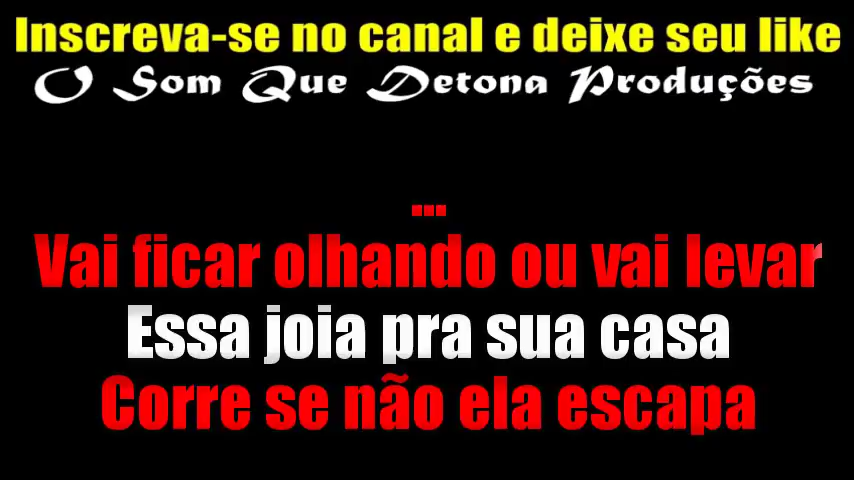 Inscreva-se no canal e deixe seu like
O Som Que Detona Produções
...
Vai ficar olhando ou vai levar
Essa joia pra sua casa
Corre se não ela escapa